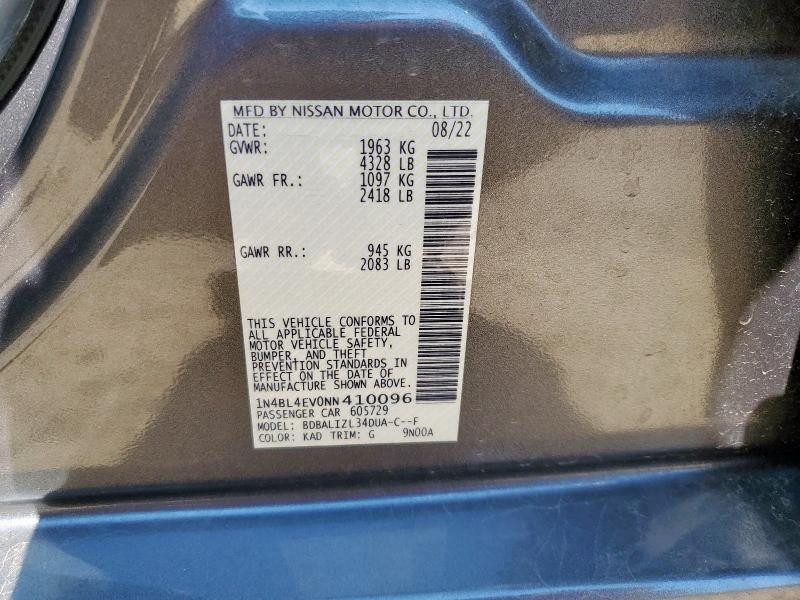 MFD BY NISSAN MOTOR CO., LTD.
DATE: 08/22
GVWR: 1963 KG
4328 LB
GAWR FR.: 1097 KG
2418 LB
GAWR RR.: 945 KG
2083 LB
THIS VEHICLE CONFORMS TO
ALL APPLICABLE FEDERAL
MOTOR VEHICLE SAFETY,
BUMPER, AND THEFT
PREVENTION STANDARDS IN
EFFECT ON THE DATE OF
MANUFACTURE SHOWN ABOVE.
1N4BL4EV0NN410096
PASSENGER CAR 605729
MODEL: BDBALIZL34DUA-C--F
COLOR: KAD TRIM: G 9N00A